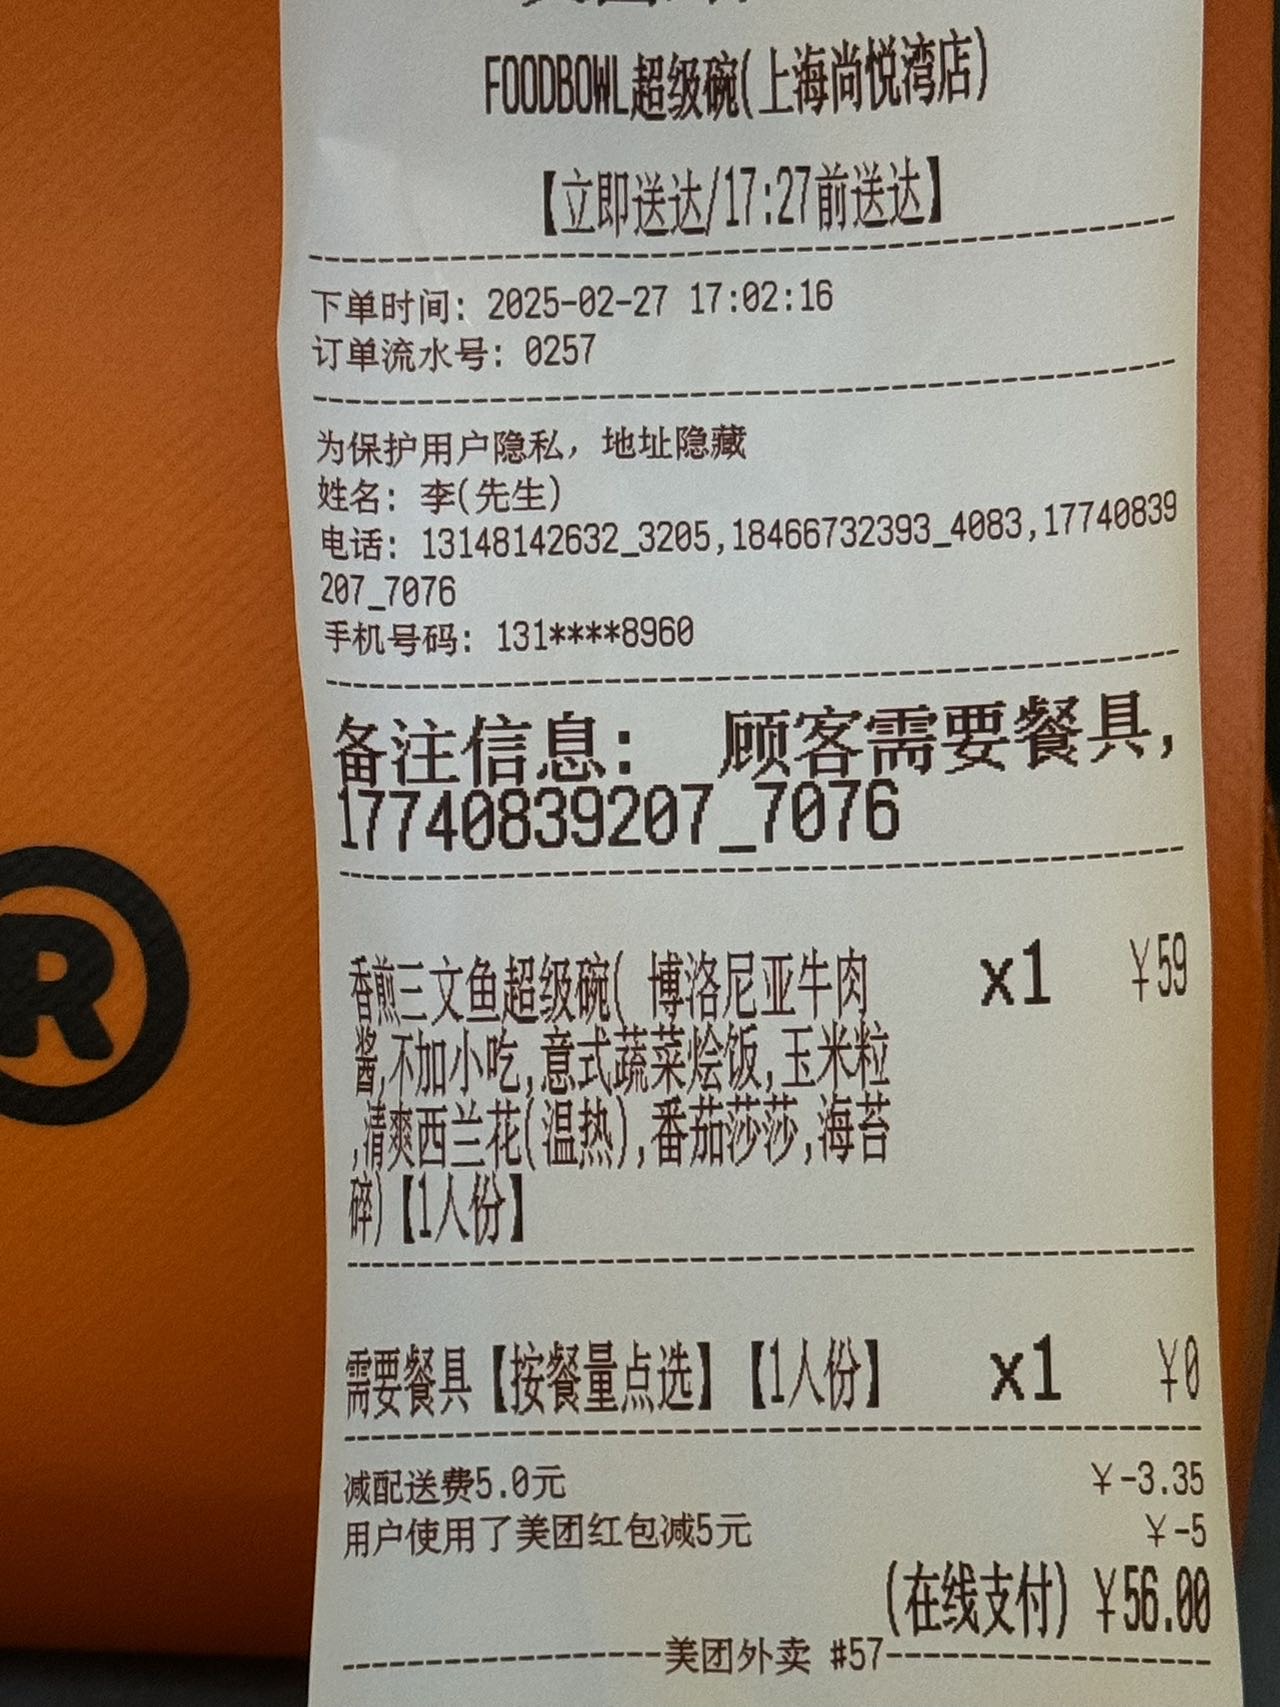 FOODBOWL超级碗(上海尚悦湾店)
【立即送达/17:27前送达】
下单时间: 2025-02-27 17:02:16
订单流水号: 0257
为保护用户隐私, 地址隐藏
姓名: 李(先生)
电话: 13148142632_3205,18466732393_4083,17740839
207_7076
手机号码: 131****8960
备注信息: 顾客需要餐具,
17740839207_7076
香煎三文鱼超级碗( 博洛尼亚牛肉 x1 ¥59
酱,不加小吃,意式蔬菜烩饭,玉米粒
,清爽西兰花(温热),番茄莎莎,海苔
碎)【1人份】
R
需要餐具【按餐量点选】【1人份】 x1 ¥0
减配送费5.0元 ¥-3.35
用户使用了美团红包减5元 ¥-5
(在线支付) ¥56.00
美团外卖 #57